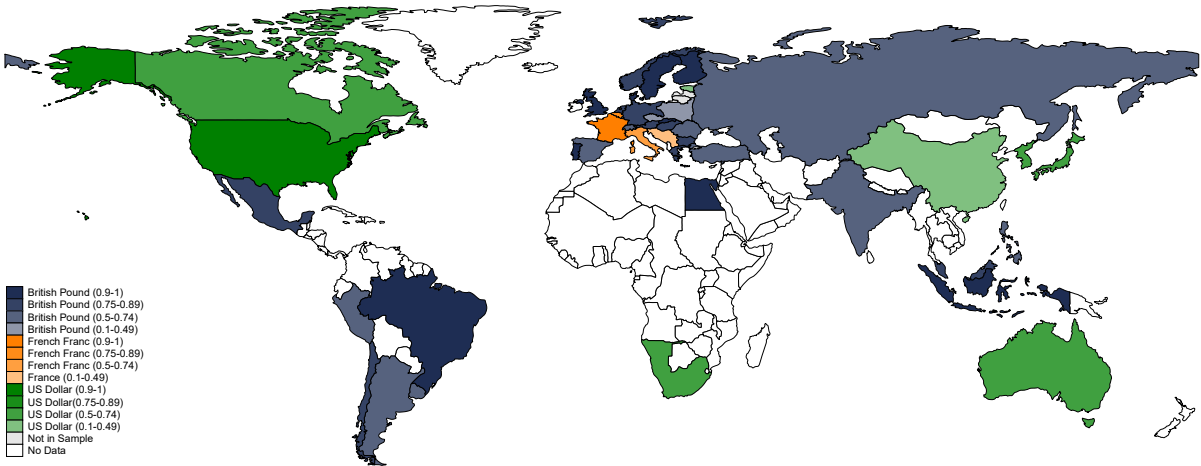 British Pound (0.9-1)
British Pound (0.75-0.89)
British Pound (0.5-0.74)
British Pound (0.1-0.49)
French Franc (0.9-1)
French Franc (0.75-0.89)
French Franc (0.5-0.74)
France (0.1-0.49)
US Dollar (0.9-1)
US Dollar(0.75-0.89)
US Dollar (0.5-0.74)
US Dollar (0.1-0.49)
Not in Sample
No Data